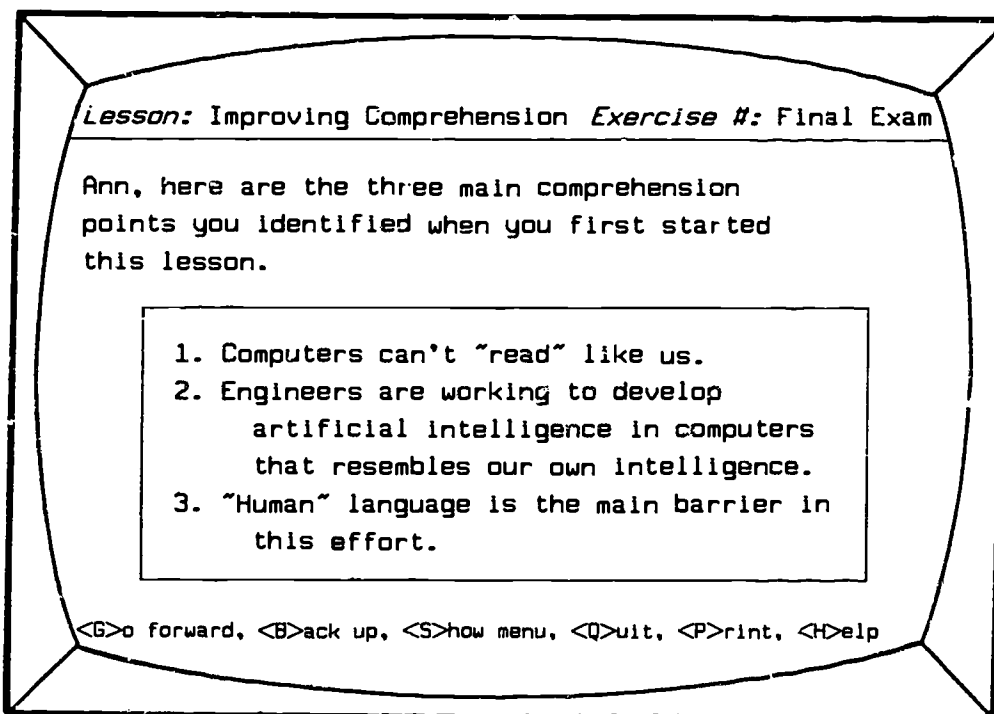 Lesson: Improving Comprehension Exercise #: Final Exam
Ann, here are the three main comprehension
points you identified when you first started
this lesson.
1. Computers can't "read" like us.
2. Engineers are working to develop
artificial intelligence in computers
that resembles our own intelligence.
3. "Human" language is the main barrier in
this effort.
<G>o forward, <B>ack up, <S>how menu, <Q>uit, <P>rint, <H>elp